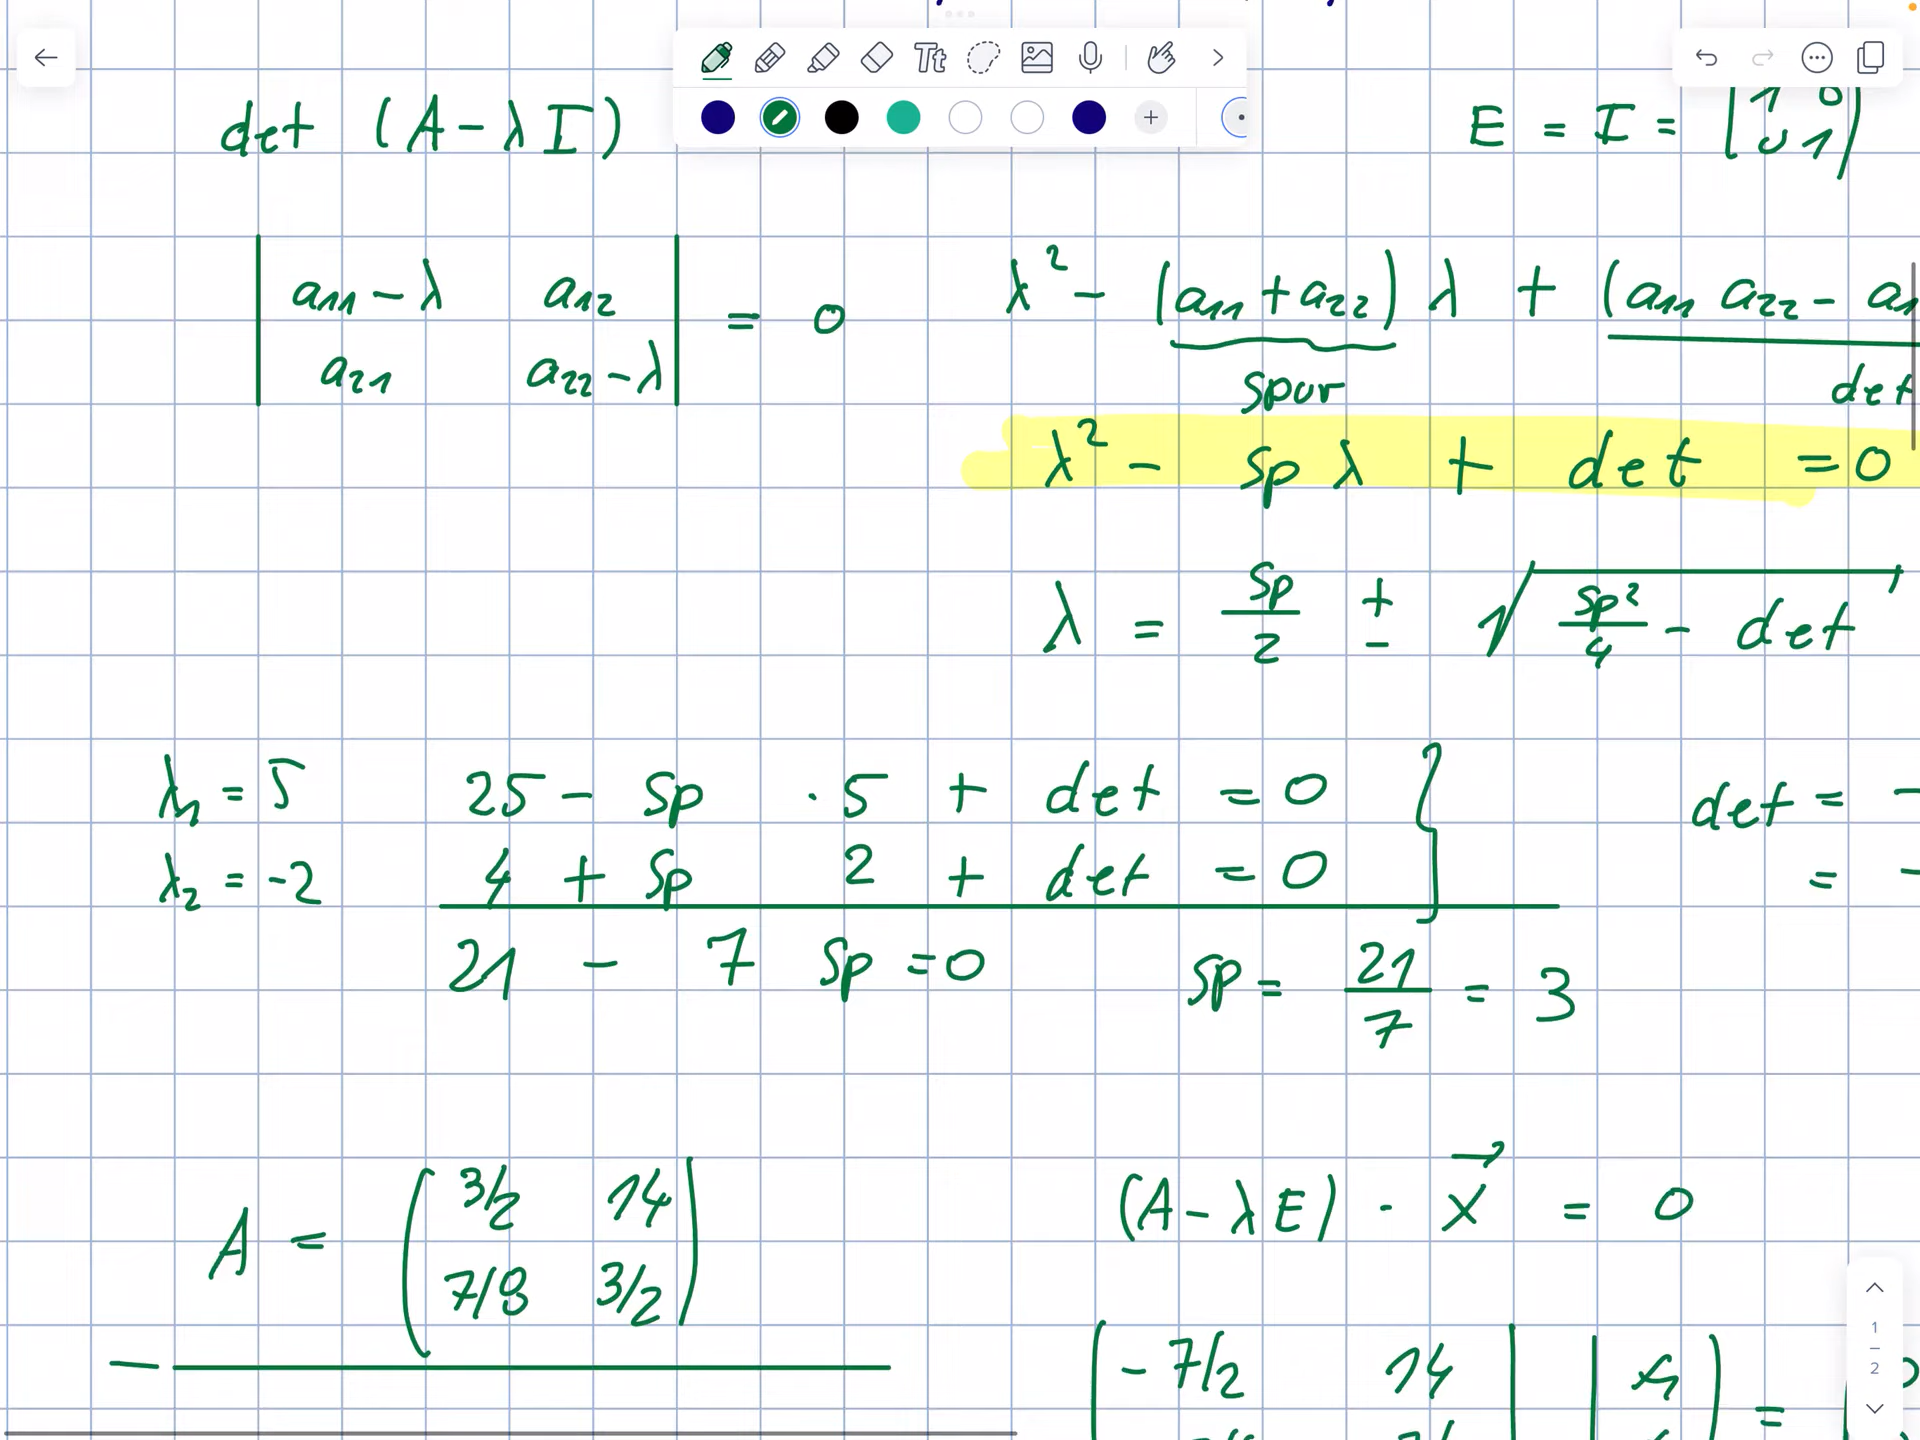 Tt
det (A - λ I)
E = I = [1 0
0 1)
| a11 - λ a12
a21 a22 - λ | = 0
λ² - (a11 + a22) λ + (a11 a22 -
spur det
λ² - Sp λ + det = 0
λ = Sp/2 ± √(Sp²/4 - det)
λ1 = 5 25 - Sp · 5 + det = 0 } det = -
λ2 = -2 4 + Sp 2 + det = 0 = -
21 - 7 Sp = 0 Sp = 21/7 = 3
A = ( 3/2 14
7/8 3/2 )
(A - λ E) · x⃗ = 0
( -7/2 14 | =
1
2